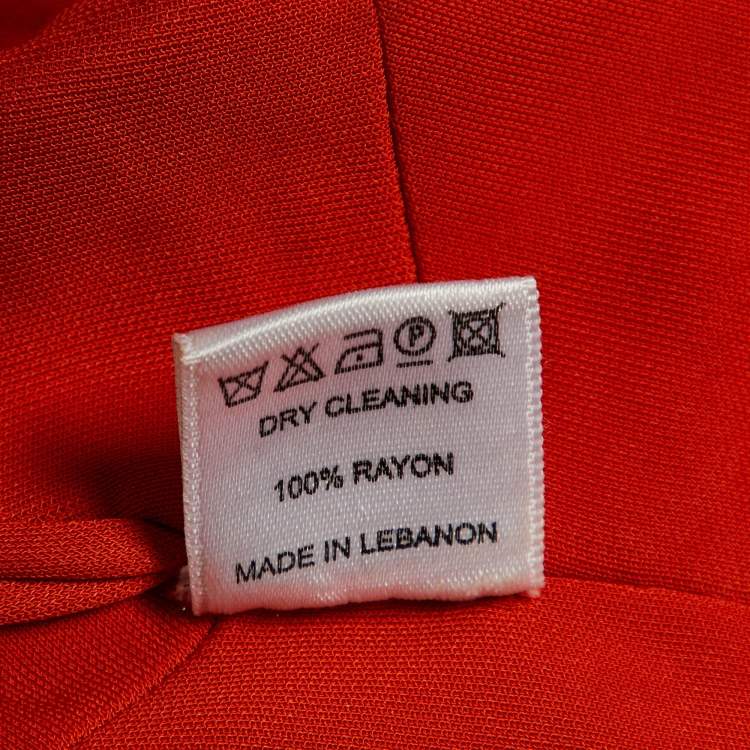 P
DRY CLEANING
100% RAYON
MADE IN LEBANON